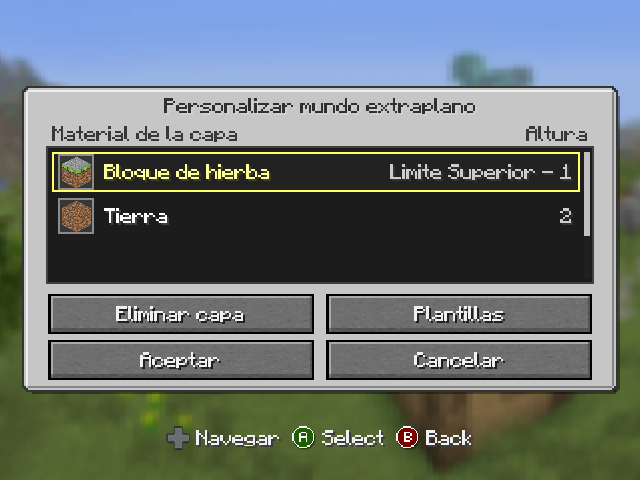 Personalizar mundo extraplano
Material de la capa Altura
Bloque de hierba Limite Superior - 1
Tierra 2
Eliminar capa Plantillas
Aceptar Cancelar
Navegar A Select B Back